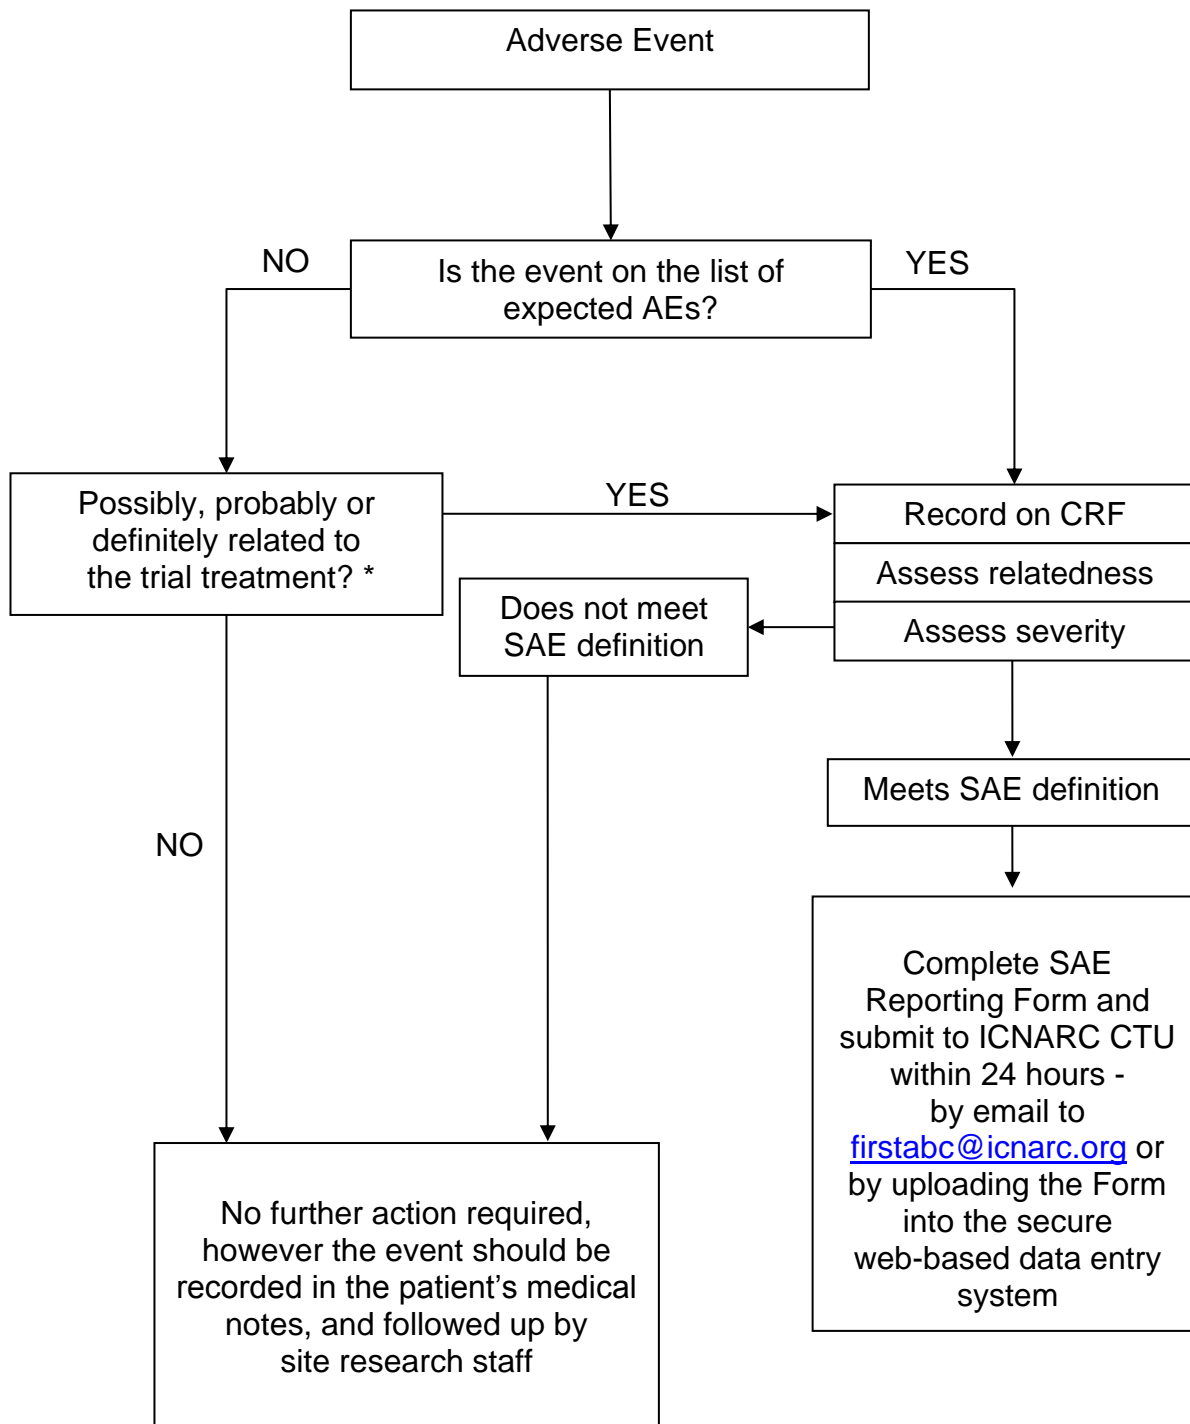 Adverse Event
NO
Is the event on the list of
expected AEs?
YES
Possibly, probably or
definitely related to
the trial treatment? *
YES
Record on CRF
Assess relatedness
Assess severity
Does not meet
SAE definition
Meets SAE definition
NO
Complete SAE
Reporting Form and
submit to ICNARC CTU
within 24 hours -
by email to
firstabc@icnarc.org or
by uploading the Form
into the secure
web-based data entry
system
No further action required,
however the event should be
recorded in the patient’s medical
notes, and followed up by
site research staff